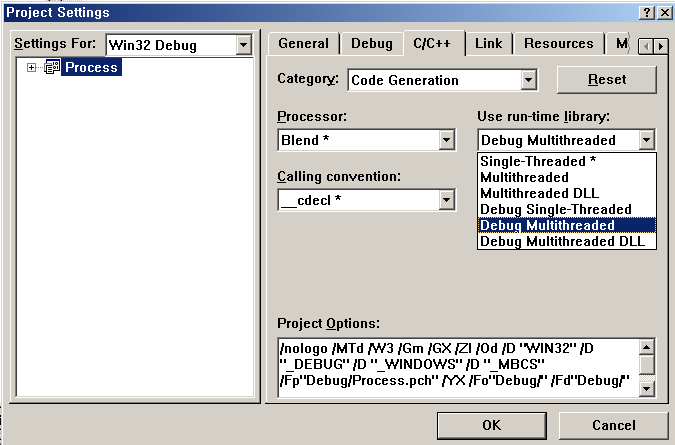 Project Settings
Settings For: Win32 Debug
Process
General Debug C/C++ Link Resources M
Category: Code Generation Reset
Processor: Use run-time library:
Blend * Debug Multithreaded
Single-Threaded *
Multithreaded
Calling convention: Multithreaded DLL
__cdecl * Debug Single-Threaded
Debug Multithreaded
Debug Multithreaded DLL
Project Options:
/nologo /MTd /W3 /Gm /GX /ZI /Od /D "WIN32" /D
"_DEBUG" /D "_WINDOWS" /D "_MBCS"
/Fp"Debug/Process.pch" /YX /Fo"Debug/" /Fd"Debug/"
OK Cancel